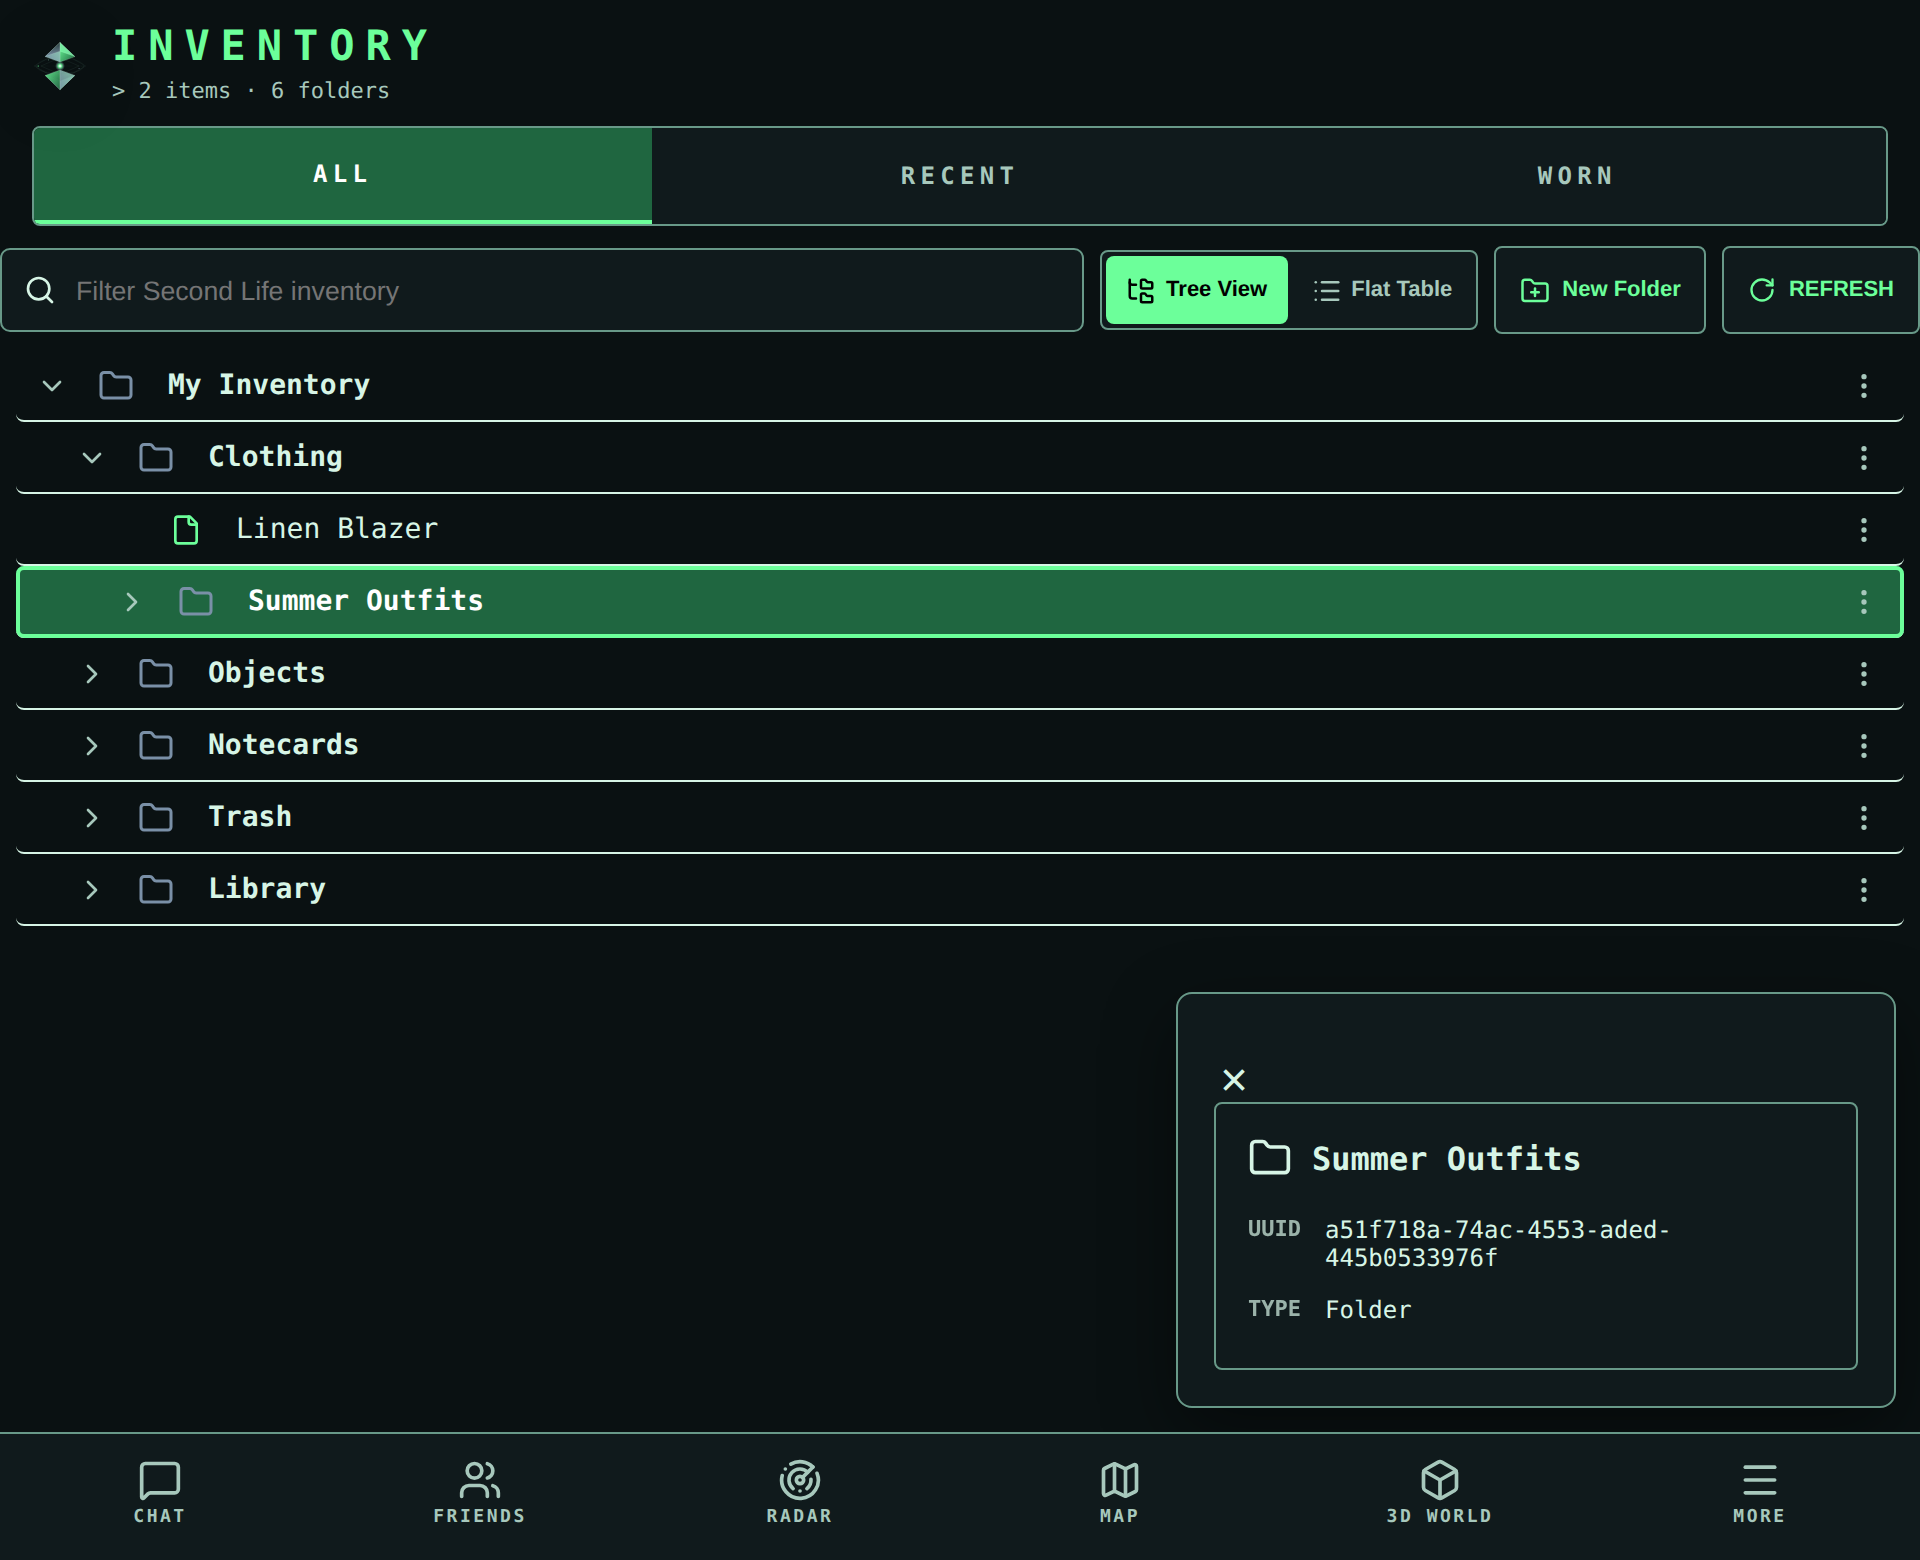 INVENTORY
> 2 items · 6 folders
ALL
RECENT
WORN
Filter Second Life inventory
Tree View
Flat Table
New Folder
REFRESH
My Inventory
Clothing
Linen Blazer
Summer Outfits
Objects
Notecards
Trash
Library
Summer Outfits
UUID a51f718a-74ac-4553-aded-
445b0533976f
TYPE Folder
CHAT
FRIENDS
RADAR
MAP
3D WORLD
MORE